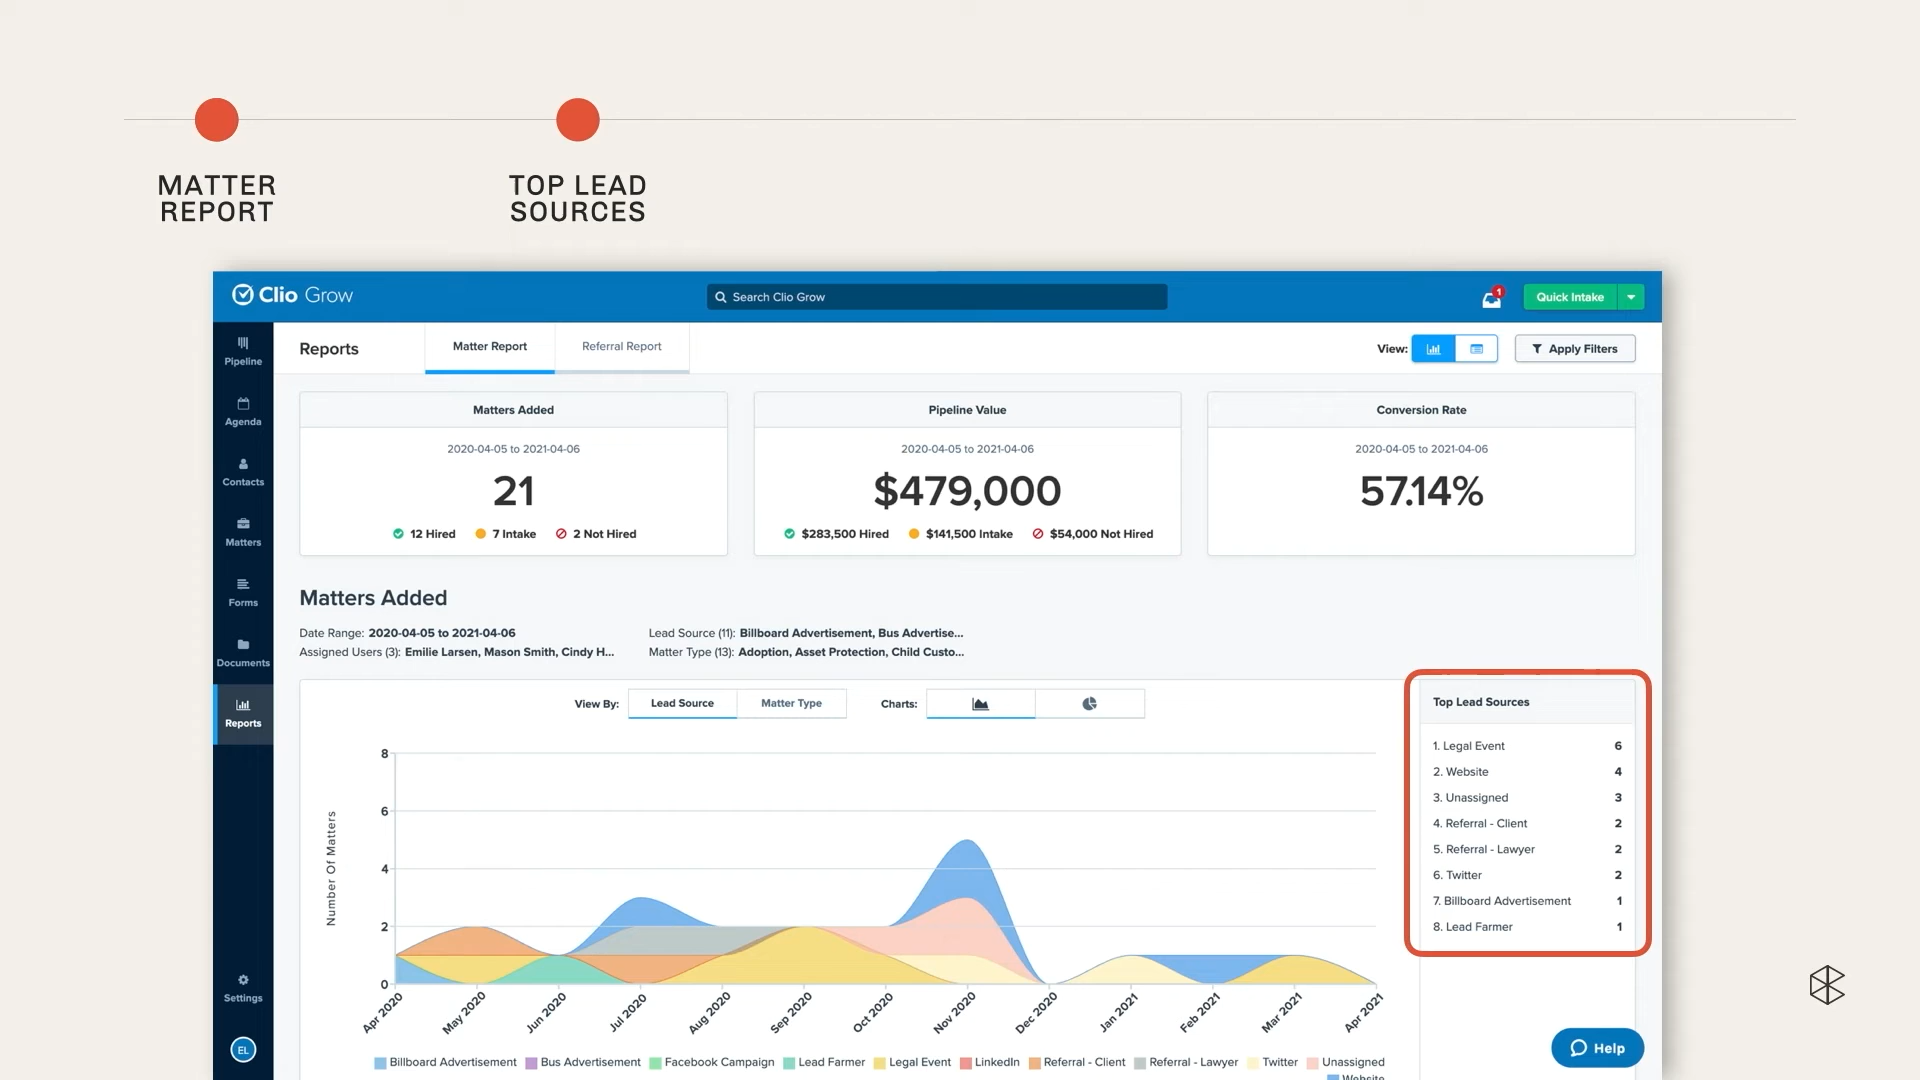 MATTER
REPORT
TOP LEAD
SOURCES
Clio Grow
Search Clio Grow
1
Quick Intake
Pipeline
Agenda
Contacts
Matters
Forms
Documents
Reports
Settings
EL
Reports
Matter Report
Referral Report
View:
Apply Filters
Matters Added
2020-04-05 to 2021-04-06
21
12 Hired
7 Intake
2 Not Hired
Pipeline Value
2020-04-05 to 2021-04-06
$479,000
$283,500 Hired
$141,500 Intake
$54,000 Not Hired
Conversion Rate
2020-04-05 to 2021-04-06
57.14%
Matters Added
Date Range: 2020-04-05 to 2021-04-06
Assigned Users (3): Emilie Larsen, Mason Smith, Cindy H...
Lead Source (11): Billboard Advertisement, Bus Advertise...
Matter Type (13): Adoption, Asset Protection, Child Custo...
View By:
Lead Source
Matter Type
Charts:
Number Of Matters
8
6
4
2
0
Apr 2020
May 2020
Jun 2020
Jul 2020
Aug 2020
Sep 2020
Oct 2020
Nov 2020
Dec 2020
Jan 2021
Feb 2021
Mar 2021
Apr 2021
Billboard Advertisement
Bus Advertisement
Facebook Campaign
Lead Farmer
Legal Event
LinkedIn
Referral - Client
Referral - Lawyer
Twitter
Unassigned
Website
Top Lead Sources
1. Legal Event 6
2. Website 4
3. Unassigned 3
4. Referral - Client 2
5. Referral - Lawyer 2
6. Twitter 2
7. Billboard Advertisement 1
8. Lead Farmer 1
Help